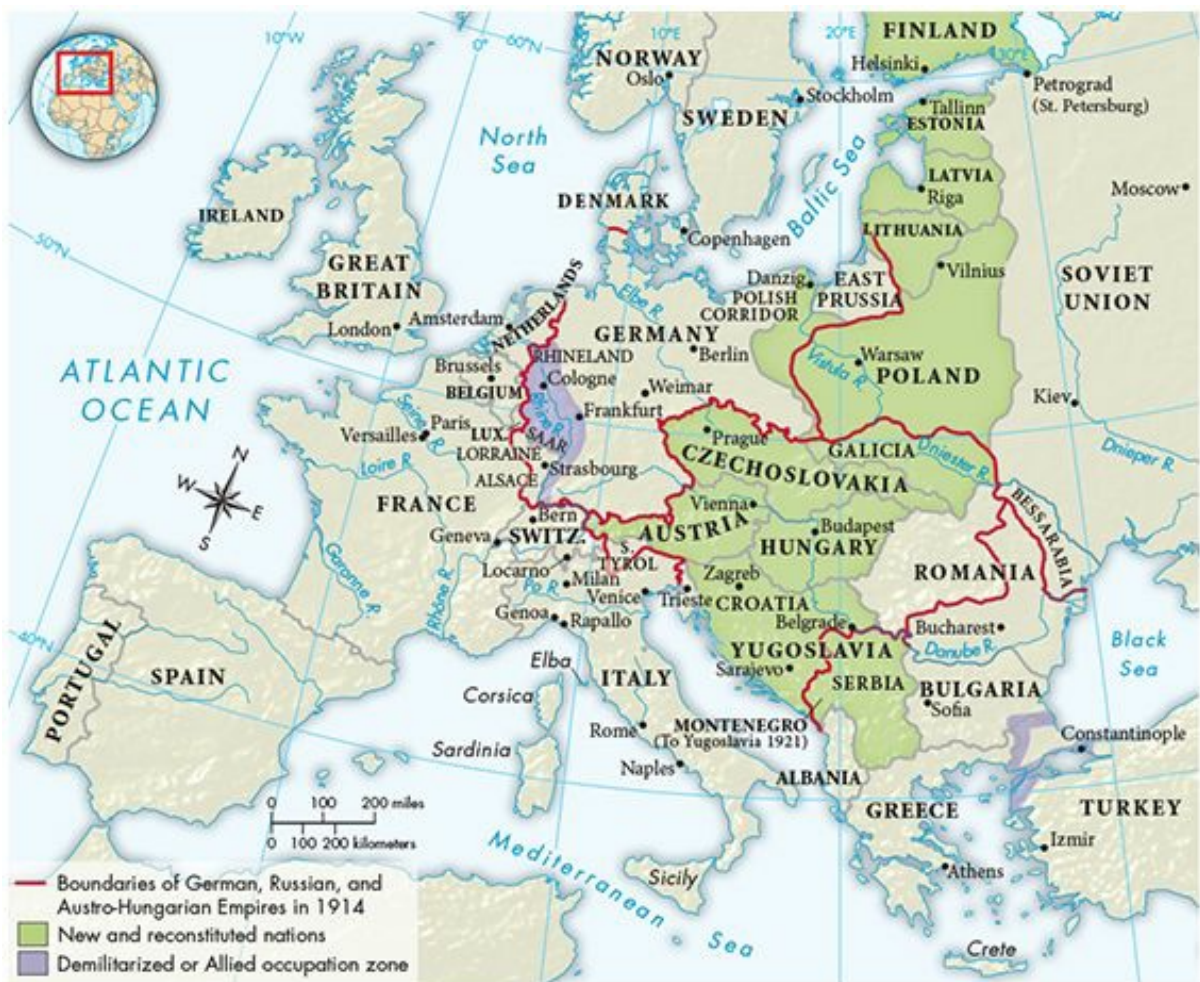 10°W
0°
60°N
10°E
20°E
30°E
FINLAND
NORWAY
Oslo
Helsinki
Petrograd
(St. Petersburg)
Stockholm
SWEDEN
Tallinn
ESTONIA
North
Sea
Baltic Sea
LATVIA
Riga
Moscow
DENMARK
IRELAND
LITHUANIA
Copenhagen
50°N
GREAT
BRITAIN
Vilnius
SOVIET
UNION
Danzig
EAST
PRUSSIA
POLISH
CORRIDOR
NETHERLANDS
Elbe R.
London
Amsterdam
GERMANY
Berlin
RHINELAND
Brussels
Cologne
BELGIUM
Warsaw
Vistula R.
POLAND
ATLANTIC
OCEAN
Weimar
Kiev
Rhine R.
Frankfurt
Seine R.
Paris
Versailles
LUX.
SAAR
Prague
GALICIA
Dniester R.
Dnieper R.
LORRAINE
Loire R.
Strasbourg
CZECHOSLOVAKIA
ALSACE
N
W
E
S
FRANCE
Vienna
BESSARABIA
Bern
AUSTRIA
Budapest
Geneva
SWITZ.
HUNGARY
S.
TYROL
Locarno
ROMANIA
Zagreb
Garonne R.
Rhône R.
Milan
Po R.
Venice
Trieste
CROATIA
Genoa
Rapallo
Belgrade
Bucharest
40°N
Danube R.
Black
Sea
PORTUGAL
SPAIN
Elba
YUGOSLAVIA
Sarajevo
ITALY
SERBIA
BULGARIA
Corsica
Sofia
Rome
MONTENEGRO
(To Yugoslavia 1921)
Constantinople
Sardinia
Naples
ALBANIA
GREECE
TURKEY
0 100 200 miles
0 100 200 kilometers
Izmir
Mediterranean Sea
Sicily
Athens
Crete
Boundaries of German, Russian, and
Austro-Hungarian Empires in 1914
New and reconstituted nations
Demilitarized or Allied occupation zone